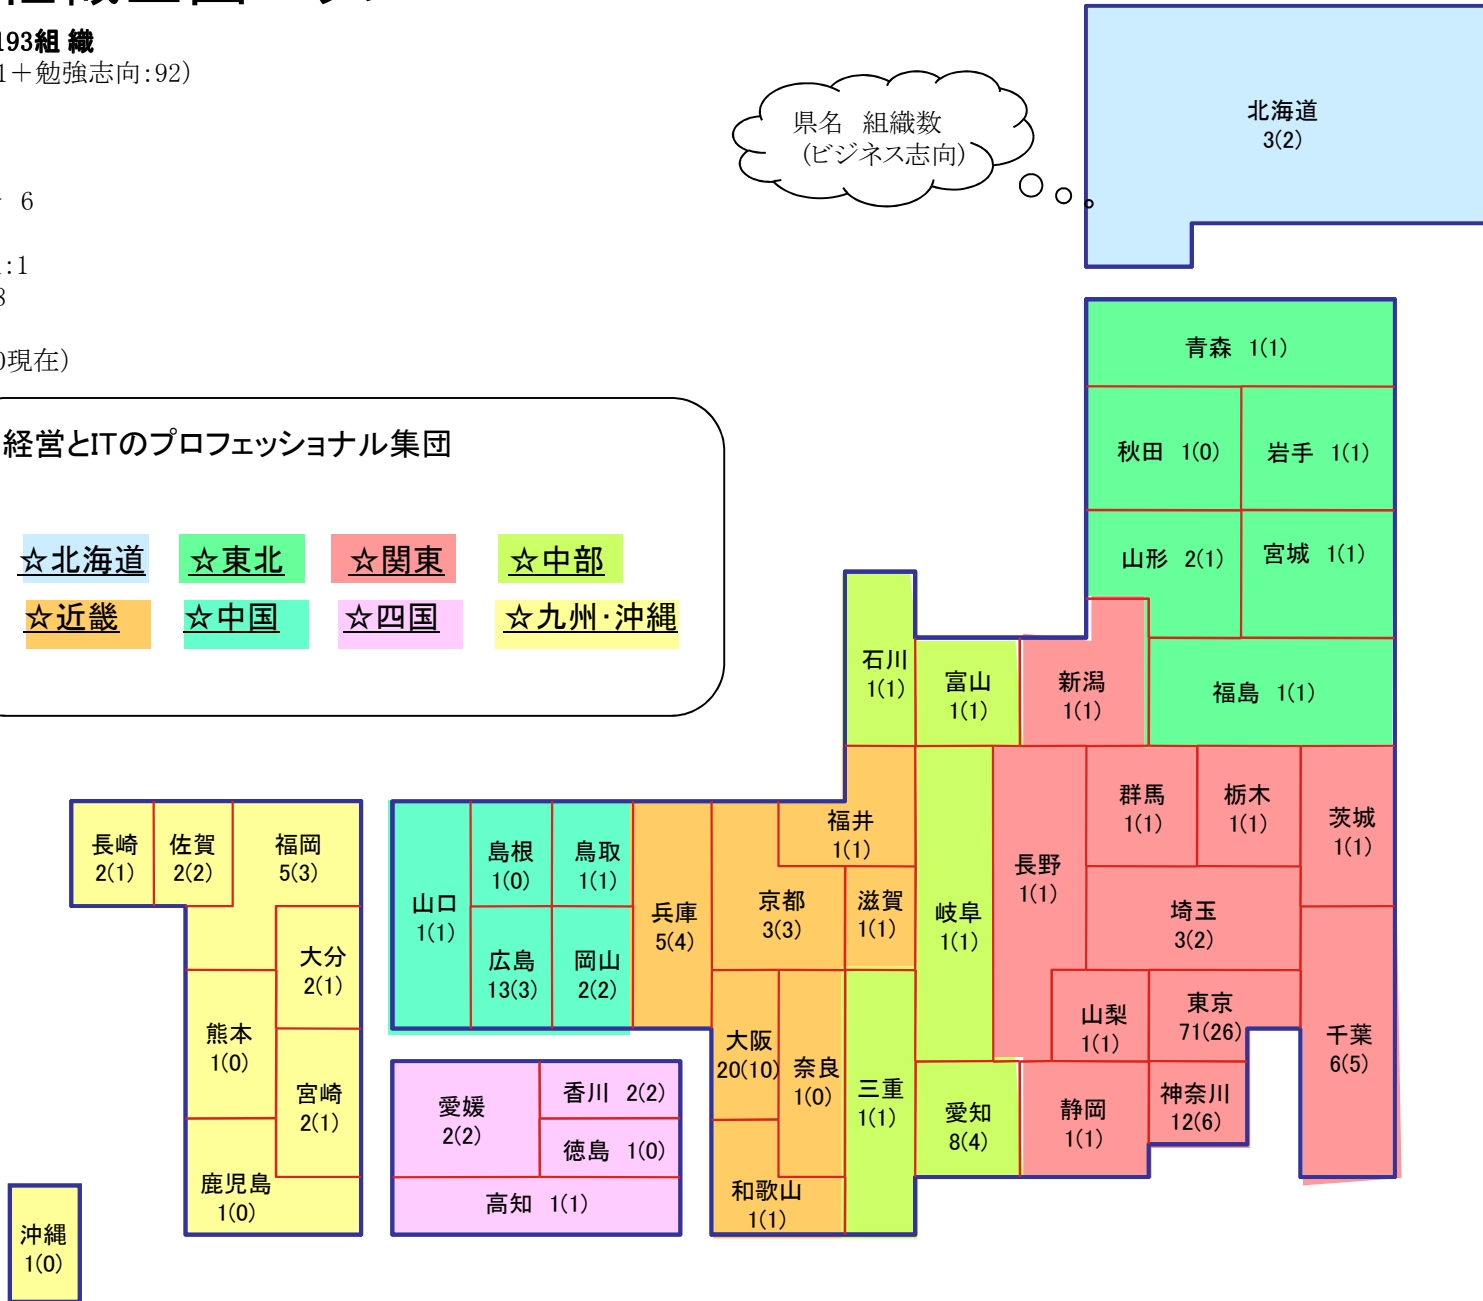 193組 織
1＋勉強志向：92）
6
：1
8
0現在）
県名　組織数
（ビジネス志向）
経営とITのプロフェッショナル集団
☆北海道
☆東北
☆関東
☆中部
☆近畿
☆中国
☆四国
☆九州・沖縄
北海道
3(2)
青森 1(1)
秋田 1(0)
岩手 1(1)
山形 2(1)
宮城 1(1)
福島 1(1)
石川
1(1)
富山
1(1)
新潟
1(1)
福井
1(1)
岐阜
1(1)
長野
1(1)
群馬
1(1)
栃木
1(1)
茨城
1(1)
埼玉
3(2)
山梨
1(1)
東京
71(26)
千葉
6(5)
神奈川
12(6)
静岡
1(1)
愛知
8(4)
三重
1(1)
滋賀
1(1)
京都
3(3)
兵庫
5(4)
大阪
20(10)
奈良
1(0)
和歌山
1(1)
鳥取
1(1)
島根
1(0)
岡山
2(2)
広島
13(3)
山口
1(1)
香川 2(2)
愛媛
2(2)
徳島 1(0)
高知 1(1)
長崎
2(1)
佐賀
2(2)
福岡
5(3)
大分
2(1)
熊本
1(0)
宮崎
2(1)
鹿児島
1(0)
沖縄
1(0)